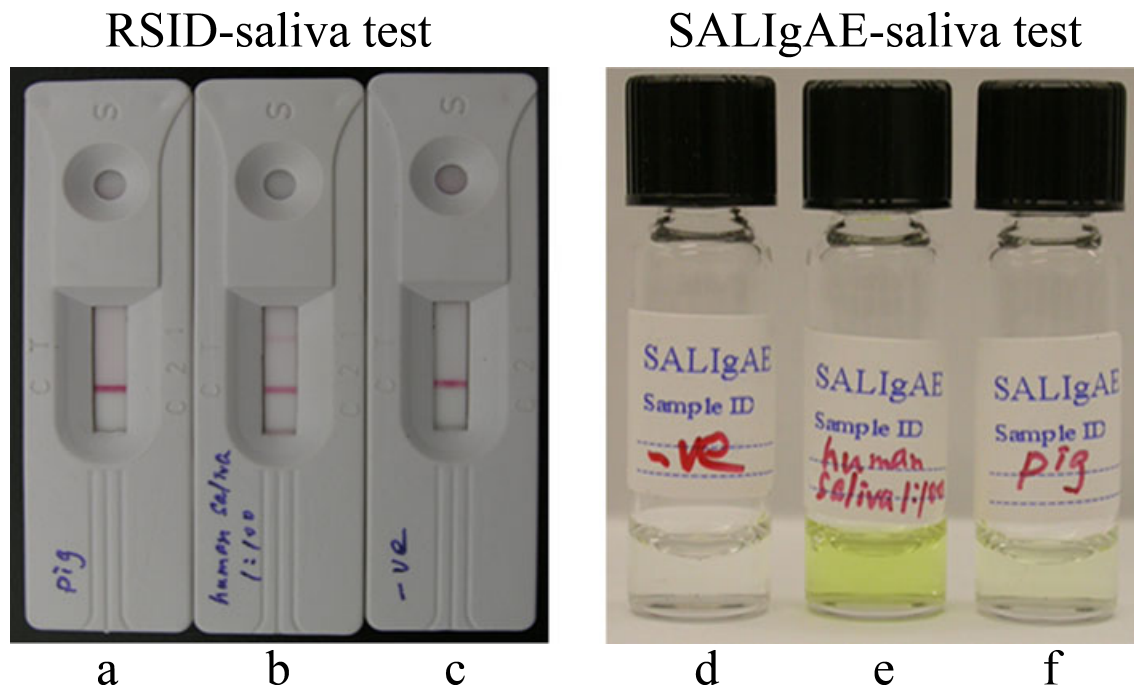 RSID-saliva test
SALIgAE-saliva test
S
S
S
T
C
1
2
C
T
C
1
2
C
T
C
1
2
C
pig
human saliva
1:100
-ve
SALIgAE
Sample ID
-ve
SALIgAE
Sample ID
human
saliva 1:100
SALIgAE
Sample ID
pig
a
b
c
d
e
f